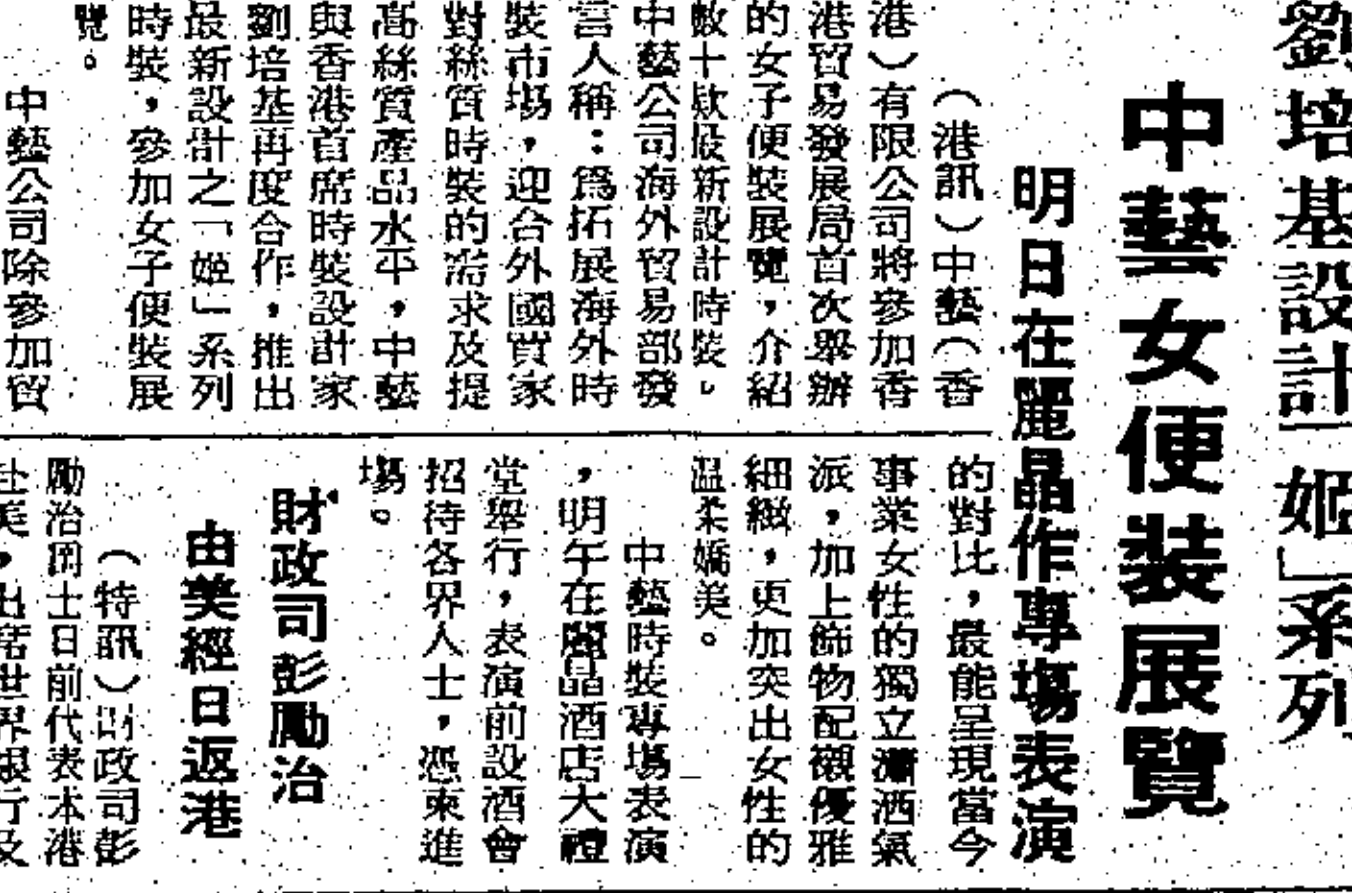 劉培基設計「姬」系列
中藝女便裝展覽
明日在麗晶作專場表演
（港訊）中藝（香
港）有限公司將參加香
港貿易發展局首次舉辦
的女子便裝展覽，介紹
數十款最新設計時裝。
中藝公司海外貿易部發
言人稱：爲拓展海外時
裝市場，迎合外國買家
對絲質時裝的需求及提
高絲質產品水平，中藝
與香港首席時裝設計家
劉培基再度合作，推出
最新設計之「姬」系列
時裝，參加女子便裝展
覽。
中藝公司除參加貿
的對比，最能呈現當今
事業女性的獨立瀟洒氣
派，加上飾物配襯優雅
細緻，更加突出女性的
温柔嬌美。
中藝時裝專場表演
，明午在麗晶酒店大禮
堂舉行，表演前設酒會
招待各界人士，憑柬進
場。
財政司彭勵治
由美經日返港
（特訊）財政司彭
勵治周士日前代表本港
赴美，出席世界銀行及